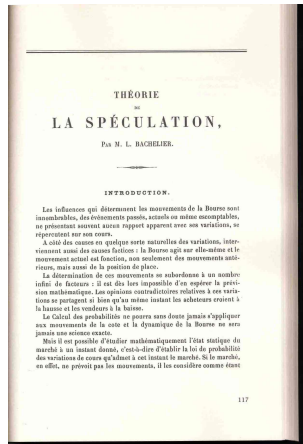 THÉORIE
DE
LA SPÉCULATION,
PAR M. L. BACHELIER.
INTRODUCTION.
Les influences qui déterminent les mouvements de la Bourse sont
innombrables, des événements passés, actuels ou même escomptables,
ne présentant souvent aucun rapport apparent avec ses variations, se
répercutent sur son cours.
A côté des causes en quelque sorte naturelles des variations, inter-
viennent aussi des causes factices : la Bourse agit sur elle-même et le
mouvement actuel est fonction, non seulement des mouvements anté-
rieurs, mais aussi de la position de place.
La détermination de ces mouvements se subordonne à un nombre
infini de facteurs : il est dès lors impossible d'en espérer la prévi-
sion mathématique. Les opinions contradictoires relatives à ces varia-
tions se partagent si bien qu'au même instant les acheteurs croient à
la hausse et les vendeurs à la baisse.
Le Calcul des probabilités ne pourra sans doute jamais s'appliquer
aux mouvements de la cote et la dynamique de la Bourse ne sera
jamais une science exacte.
Mais il est possible d'étudier mathématiquement l'état statique du
marché à un instant donné, c'est-à-dire d'établir la loi de probabilité
des variations de cours qu'admet à cet instant le marché. Si le marché,
en effet, ne prévoit pas les mouvements, il les considère comme étant
117